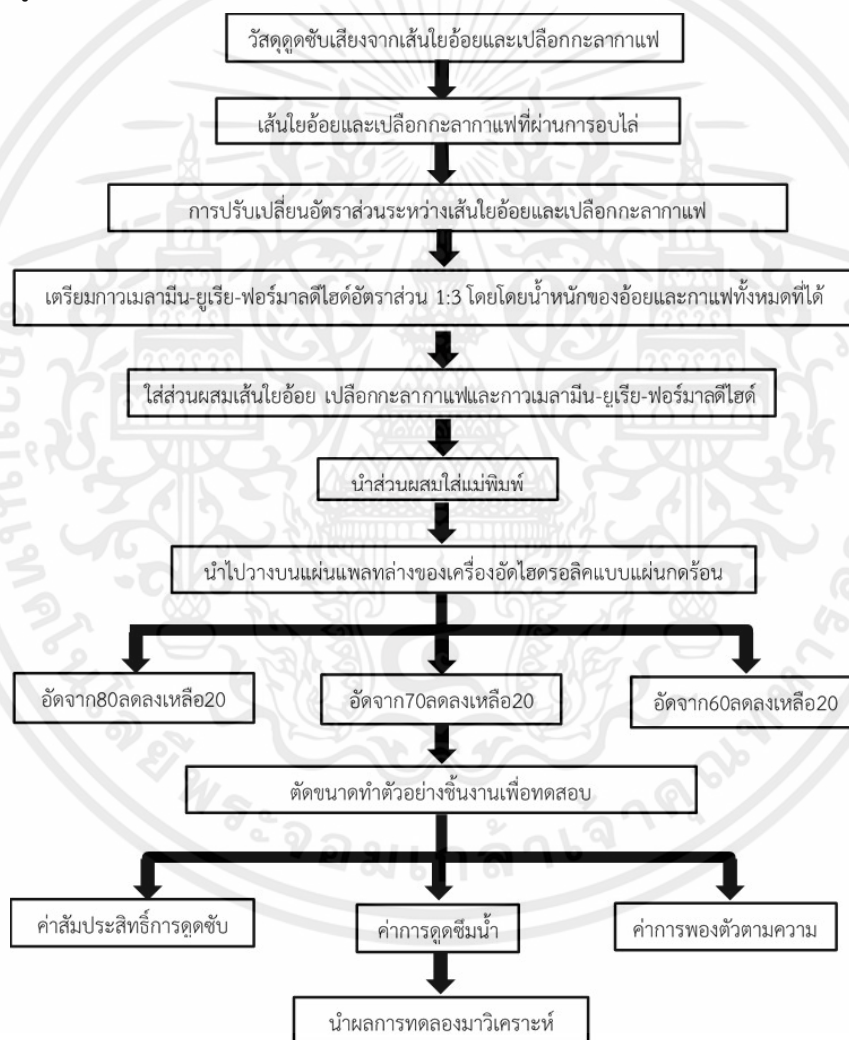 วัสดุดูดซับเสียงจากเส้นใยอ้อยและเปลือกกะลากาแฟ
เส้นใยอ้อยและเปลือกกะลากาแฟที่ผ่านการอบไล่
การปรับเปลี่ยนอัตราส่วนระหว่างเส้นใยอ้อยและเปลือกกะลากาแฟ
เตรียมกาวเมลามีน-ยูเรีย-ฟอร์มาลดีไฮด์อัตราส่วน 1:3 โดยโดยน้ำหนักของอ้อยและกาแฟทั้งหมดที่ได้
ใส่ส่วนผสมเส้นใยอ้อย เปลือกกะลากาแฟและกาวเมลามีน-ยูเรีย-ฟอร์มาลดีไฮด์
นำส่วนผสมใส่แม่พิมพ์
นำไปวางบนแผ่นแพลทล่างของเครื่องอัดไฮดรอลิคแบบแผ่นกดร้อน
อัดจาก80ลดลงเหลือ20
อัดจาก70ลดลงเหลือ20
อัดจาก60ลดลงเหลือ20
ตัดขนาดทำตัวอย่างชิ้นงานเพื่อทดสอบ
ค่าสัมประสิทธิ์การดูดซับ
ค่าการดูดซึมน้ำ
ค่าการพองตัวตามความ
นำผลการทดลองมาวิเคราะห์